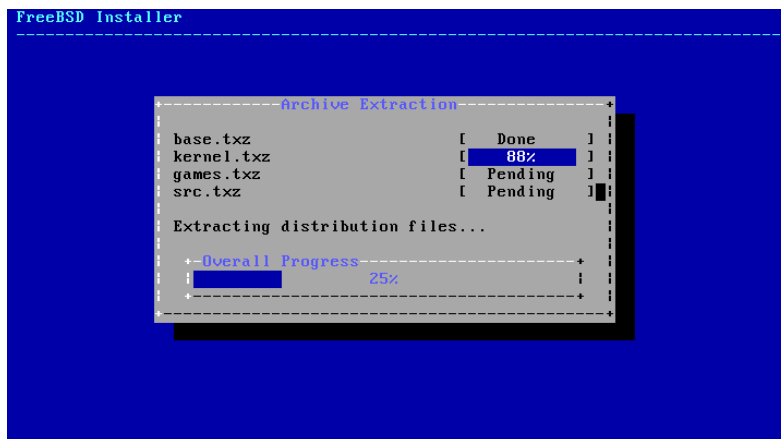 FreeBSD Installer
Archive Extraction
base.txz [ Done ]
kernel.txz [ 88% ]
games.txz [ Pending ]
src.txz [ Pending ]
Extracting distribution files...
Overall Progress
25%